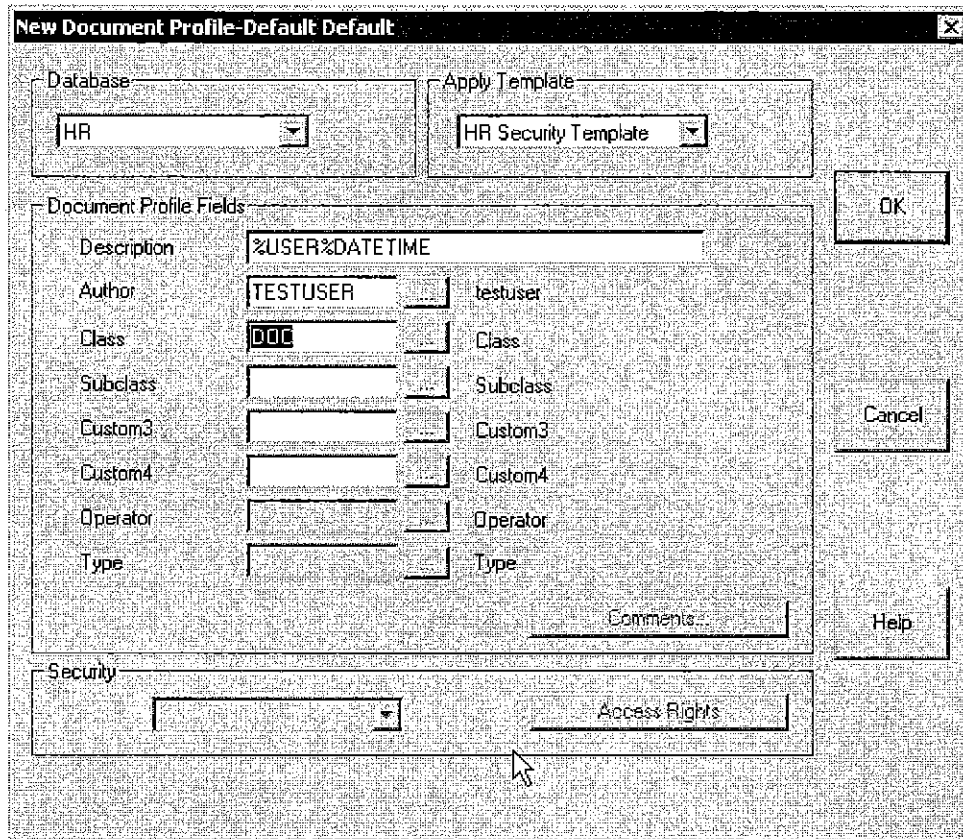 New Document Profile-Default Default
Database
Apply Template
HR
HR Security Template
Document Profile Fields
OK
Description %USER%DATETIME
Author TESTUSER ... testuser
Class DOC ... Class
Subclass ... Subclass
Custom3 ... Custom3
Cancel
Custom4 ... Custom4
Operator ... Operator
Type ... Type
Comments...
Help
Security
Access Rights